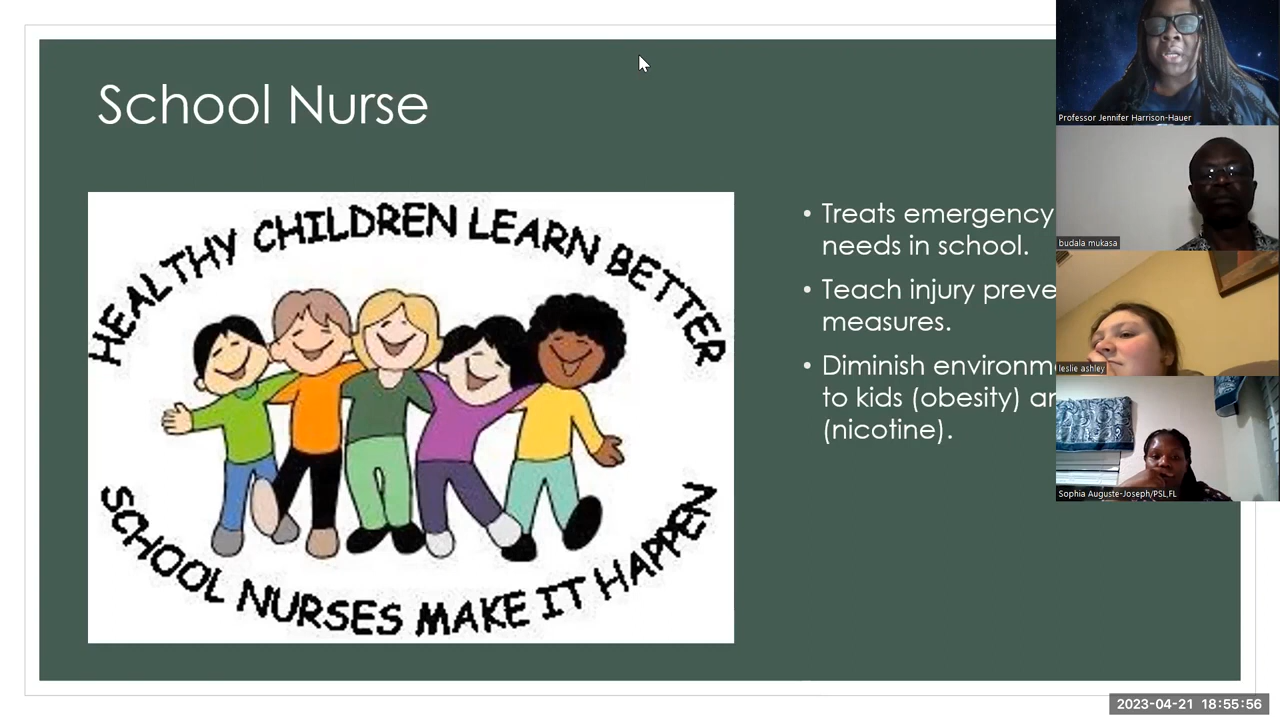 School Nurse
HEALTHY CHILDREN LEARN BETTER
SCHOOL NURSES MAKE IT HAPPEN
• Treats emergency
needs in school.
• Teach injury preve
measures.
• Diminish environm
to kids (obesity) ar
(nicotine).
Professor Jennifer Harrison-Hauer
budala mukasa
leslie ashley
Sophia Auguste-Joseph/PSL,FL
2023-04-21 18:55:56